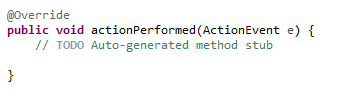 @Override
public void actionPerformed(ActionEvent e) {
    // TODO Auto-generated method stub
}